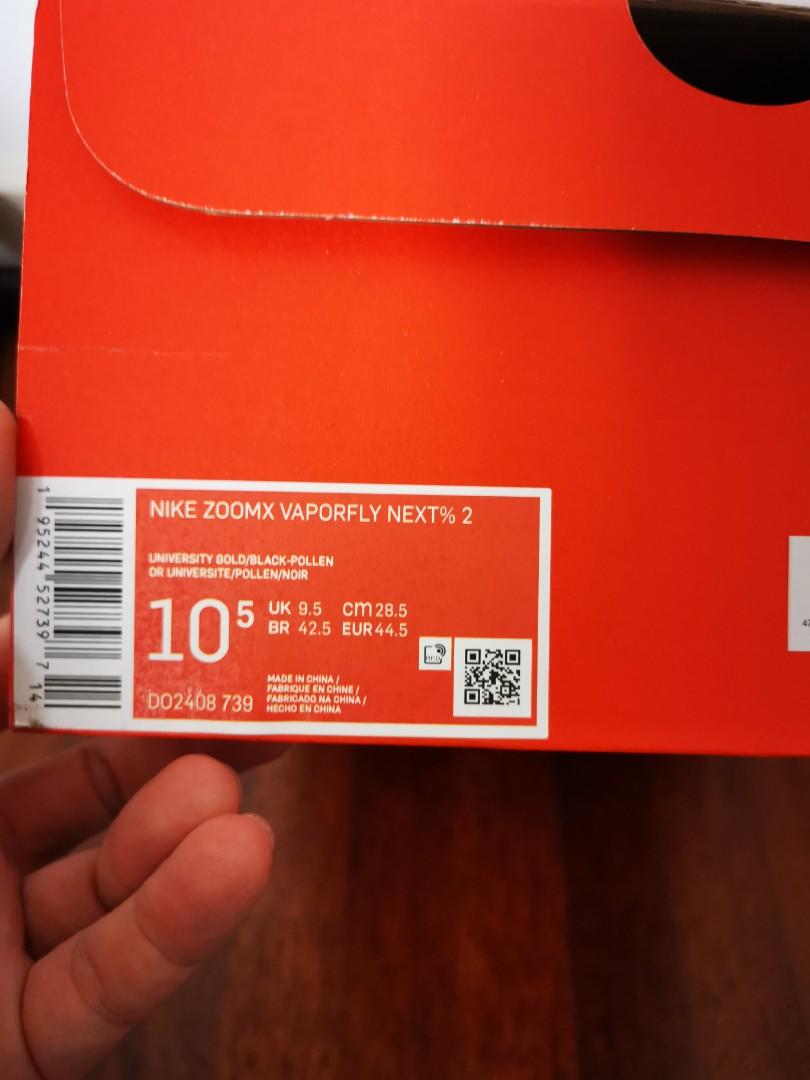 NIKE ZOOMX VAPORFLY NEXT% 2
UNIVERSITY GOLD/BLACK-POLLEN
OR UNIVERSITE/POLLEN/NOIR
10⁵
UK 9.5 cm 28.5
BR 42.5 EUR 44.5
DO2408 739
MADE IN CHINA /
FABRIQUE EN CHINE /
FABRICADO NA CHINA /
HECHO EN CHINA
1 95244 52739 7 14